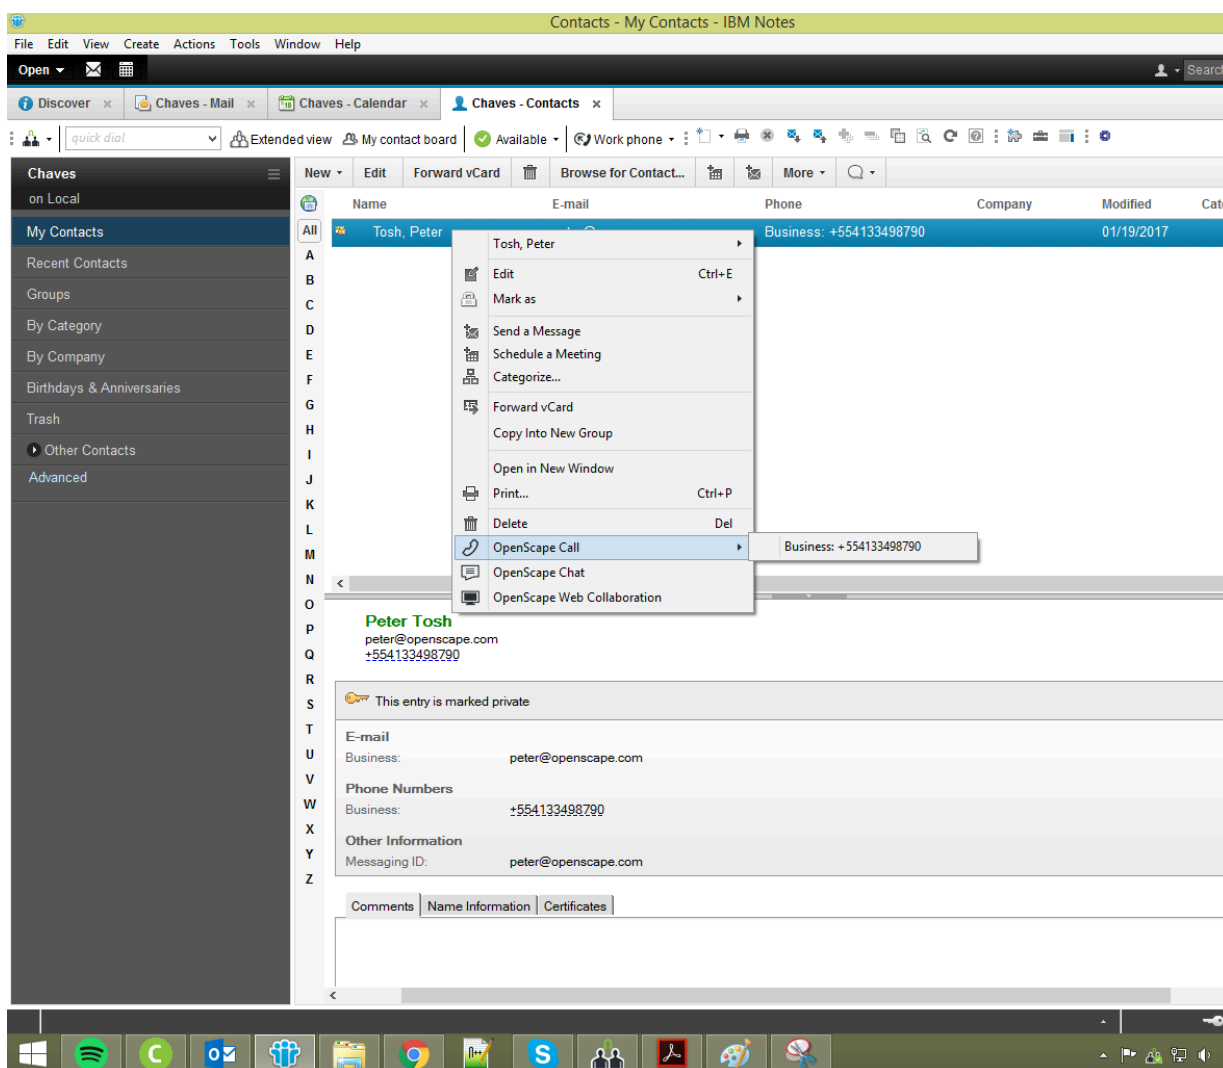 Contacts - My Contacts - IBM Notes
File Edit View Create Actions Tools Window Help
Open Search
Discover Chaves - Mail Chaves - Calendar Chaves - Contacts
quick dial Extended view My contact board Available Work phone
Chaves New Edit Forward vCard Browse for Contact... More
on Local Name E-mail Phone Company Modified
My Contacts All Tosh, Peter Business: +554133498790 01/19/2017
Recent Contacts
Groups
By Category
By Company
Birthdays & Anniversaries
Trash
Other Contacts
Advanced
A
B
C
D
E
F
G
H
I
J
K
L
M
N
O
P
Q
R
S
T
U
V
W
X
Y
Z
Tosh, Peter
Edit Ctrl+E
Mark as
Send a Message
Schedule a Meeting
Categorize...
Forward vCard
Copy Into New Group
Open in New Window
Print... Ctrl+P
Delete Del
OpenScape Call Business: +554133498790
OpenScape Chat
OpenScape Web Collaboration
Peter Tosh
peter@openscape.com
+554133498790
This entry is marked private
E-mail
Business: peter@openscape.com
Phone Numbers
Business: +554133498790
Other Information
Messaging ID: peter@openscape.com
Comments Name Information Certificates